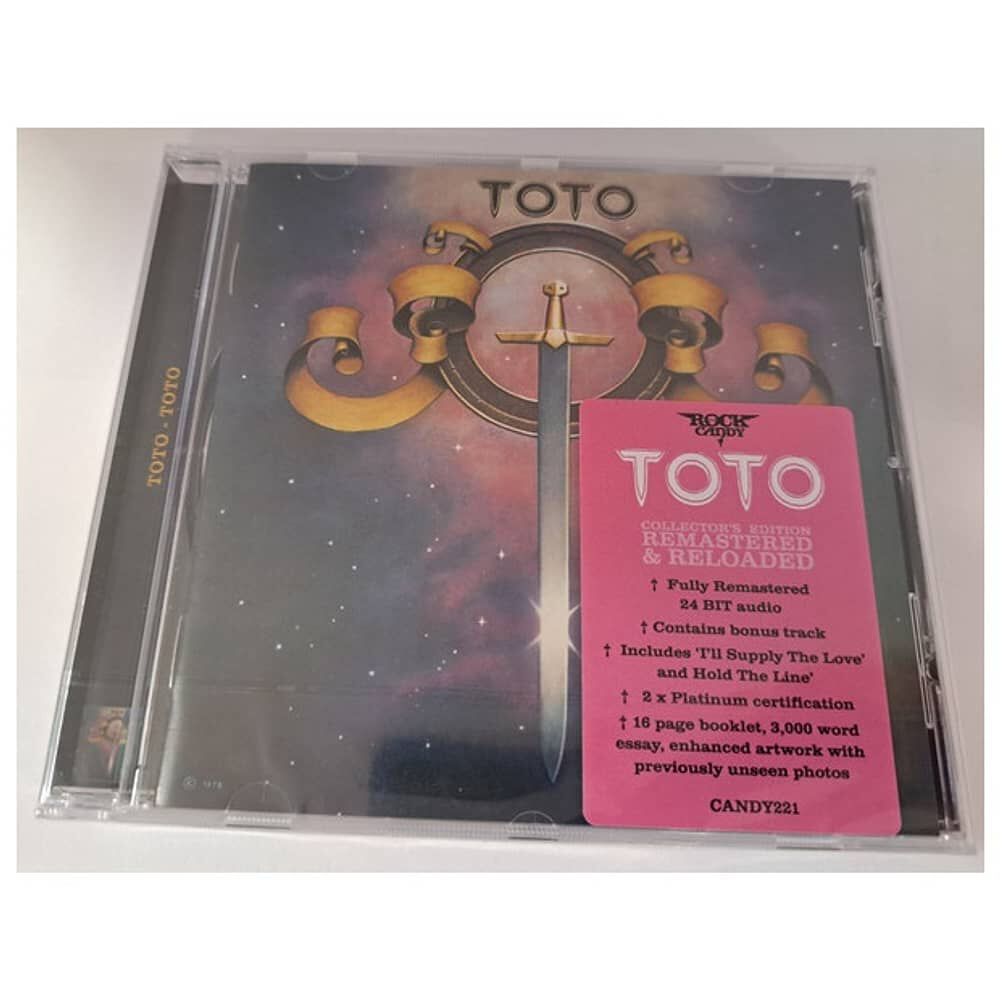 TOTO
TOTO - TOTO
ROCK
CANDY
TOTO
COLLECTOR'S EDITION
REMASTERED
& RELOADED
† Fully Remastered
24 BIT audio
† Contains bonus track
† Includes 'I'll Supply The Love'
and Hold The Line'
† 2 x Platinum certification
† 16 page booklet, 3,000 word
essay, enhanced artwork with
previously unseen photos
CANDY221
© 1978